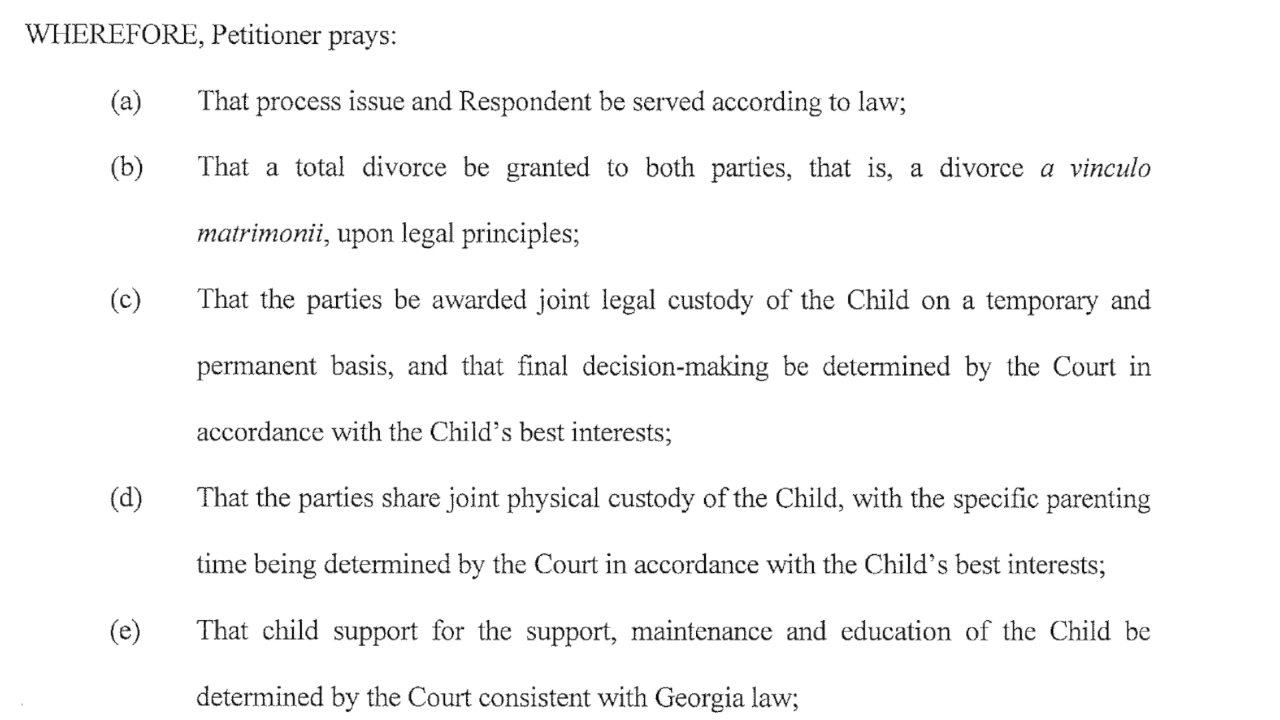 WHEREFORE, Petitioner prays:
(a) That process issue and Respondent be served according to law;
(b) That a total divorce be granted to both parties, that is, a divorce a vinculo
matrimonii, upon legal principles;
(c) That the parties be awarded joint legal custody of the Child on a temporary and
permanent basis, and that final decision-making be determined by the Court in
accordance with the Child’s best interests;
(d) That the parties share joint physical custody of the Child, with the specific parenting
time being determined by the Court in accordance with the Child’s best interests;
(e) That child support for the support, maintenance and education of the Child be
determined by the Court consistent with Georgia law;